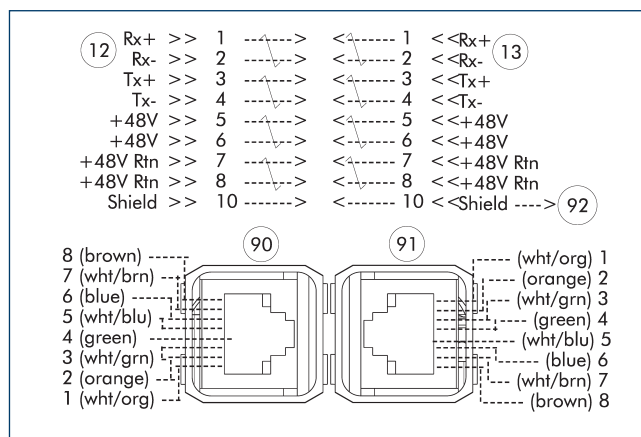 12 Rx+ >> 1 ------> <------ 1 <<Rx+ 13
Rx- >> 2 ------> <------ 2 <<Rx-
Tx+ >> 3 ------> <------ 3 <<Tx+
Tx- >> 4 ------> <------ 4 <<Tx-
+48V >> 5 ------> <------ 5 <<+48V
+48V >> 6 ------> <------ 6 <<+48V
+48V Rtn >> 7 ------> <------ 7 <<+48V Rtn
+48V Rtn >> 8 ------> <------ 8 <<+48V Rtn
Shield >> 10 ------> <------ 10 <<Shield ----> 92
90
91
8 (brown)
7 (wht/brn)
6 (blue)
5 (wht/blu)
4 (green)
3 (wht/grn)
2 (orange)
1 (wht/org)
(wht/org) 1
(orange) 2
(wht/grn) 3
(green) 4
(wht/blu) 5
(blue) 6
(wht/brn) 7
(brown) 8